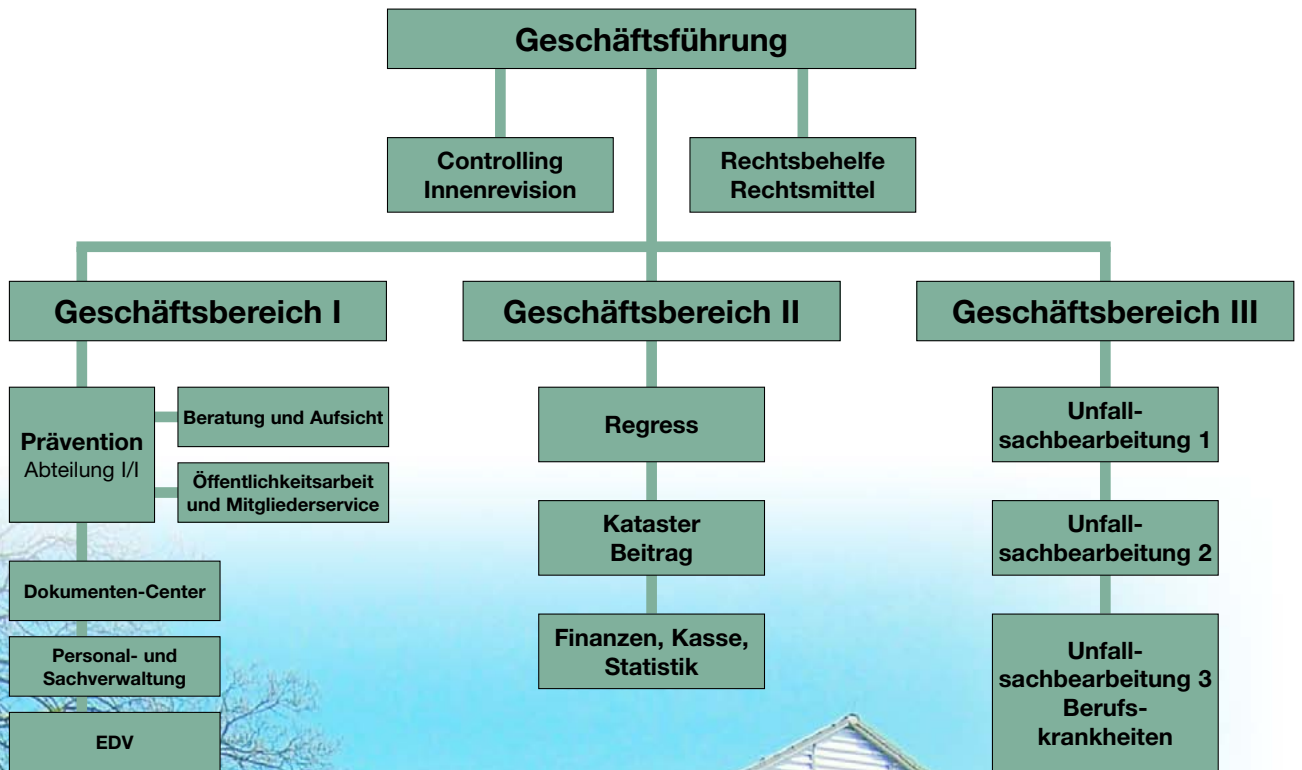 Geschäftsführung
Controlling
Innenrevision
Rechtsbehelfe
Rechtsmittel
Geschäftsbereich I
Geschäftsbereich II
Geschäftsbereich III
Prävention
Abteilung I/I
Beratung und Aufsicht
Öffentlichkeitsarbeit
und Mitgliederservice
Dokumenten-Center
Personal- und
Sachverwaltung
EDV
Regress
Kataster
Beitrag
Finanzen, Kasse,
Statistik
Unfall-
sachbearbeitung 1
Unfall-
sachbearbeitung 2
Unfall-
sachbearbeitung 3
Berufs-
krankheiten